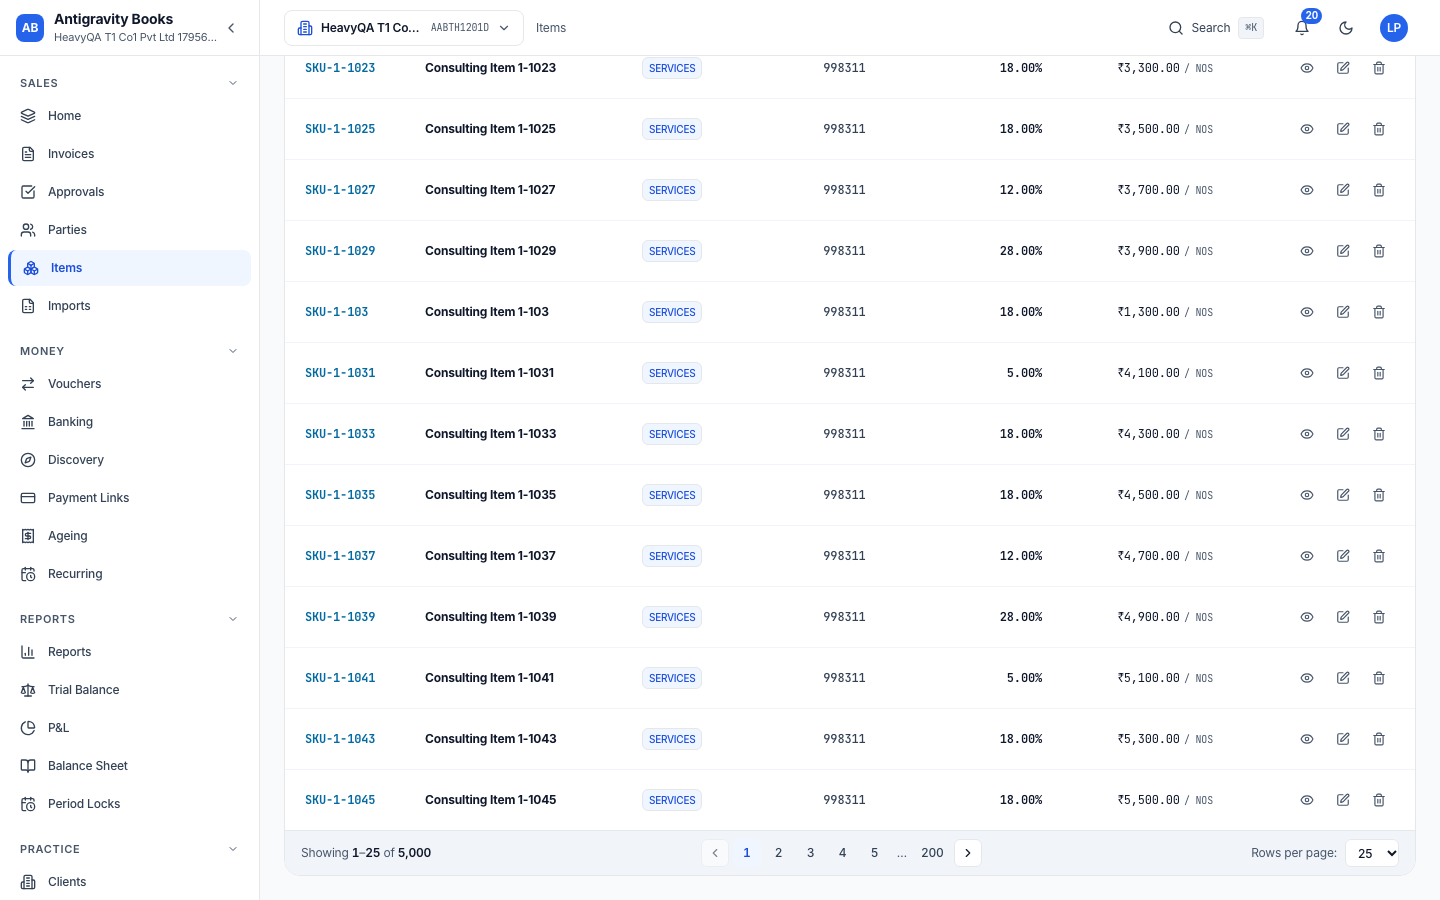 AB
Antigravity Books
HeavyQA T1 Co1 Pvt Ltd 17956...
HeavyQA T1 Co... AABTH1201D
Items
Search ⌘K
20
LP
SALES
Home
Invoices
Approvals
Parties
Items
Imports
MONEY
Vouchers
Banking
Discovery
Payment Links
Ageing
Recurring
REPORTS
Reports
Trial Balance
P&L
Balance Sheet
Period Locks
PRACTICE
Clients
SKU-1-1023 Consulting Item 1-1023 SERVICES 998311 18.00% ₹3,300.00 / NOS
SKU-1-1025 Consulting Item 1-1025 SERVICES 998311 18.00% ₹3,500.00 / NOS
SKU-1-1027 Consulting Item 1-1027 SERVICES 998311 12.00% ₹3,700.00 / NOS
SKU-1-1029 Consulting Item 1-1029 SERVICES 998311 28.00% ₹3,900.00 / NOS
SKU-1-103 Consulting Item 1-103 SERVICES 998311 18.00% ₹1,300.00 / NOS
SKU-1-1031 Consulting Item 1-1031 SERVICES 998311 5.00% ₹4,100.00 / NOS
SKU-1-1033 Consulting Item 1-1033 SERVICES 998311 18.00% ₹4,300.00 / NOS
SKU-1-1035 Consulting Item 1-1035 SERVICES 998311 18.00% ₹4,500.00 / NOS
SKU-1-1037 Consulting Item 1-1037 SERVICES 998311 12.00% ₹4,700.00 / NOS
SKU-1-1039 Consulting Item 1-1039 SERVICES 998311 28.00% ₹4,900.00 / NOS
SKU-1-1041 Consulting Item 1-1041 SERVICES 998311 5.00% ₹5,100.00 / NOS
SKU-1-1043 Consulting Item 1-1043 SERVICES 998311 18.00% ₹5,300.00 / NOS
SKU-1-1045 Consulting Item 1-1045 SERVICES 998311 18.00% ₹5,500.00 / NOS
Showing 1–25 of 5,000
1 2 3 4 5 ... 200
Rows per page: 25